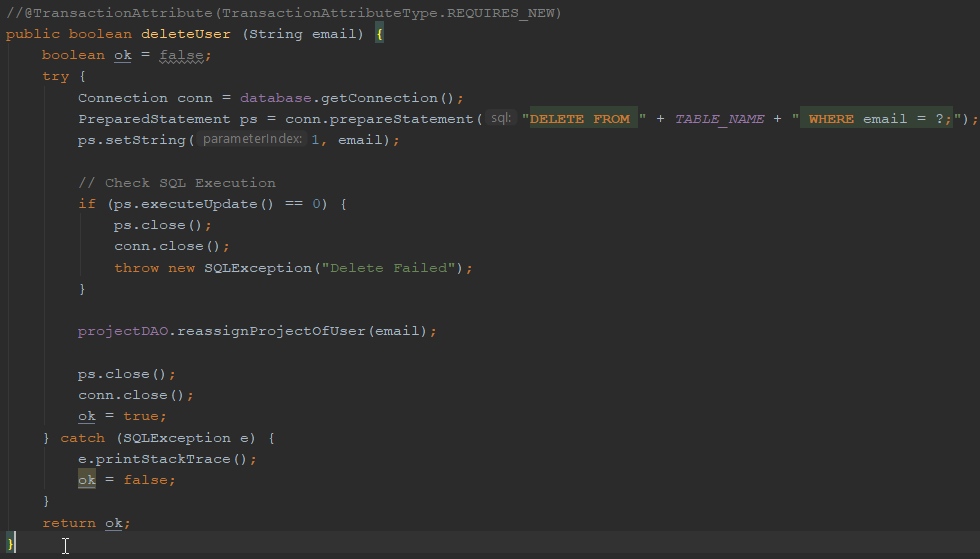 //@TransactionAttribute(TransactionAttributeType.REQUIRES_NEW)
public boolean deleteUser (String email) {
    boolean ok = false;
    try {
        Connection conn = database.getConnection();
        PreparedStatement ps = conn.prepareStatement( sql: "DELETE FROM " + TABLE_NAME + " WHERE email = ?;");
        ps.setString( parameterIndex: 1, email);
        // Check SQL Execution
        if (ps.executeUpdate() == 0) {
            ps.close();
            conn.close();
            throw new SQLException("Delete Failed");
        }
        projectDAO.reassignProjectOfUser(email);
        ps.close();
        conn.close();
        ok = true;
    } catch (SQLException e) {
        e.printStackTrace();
        ok = false;
    }
    return ok;
}